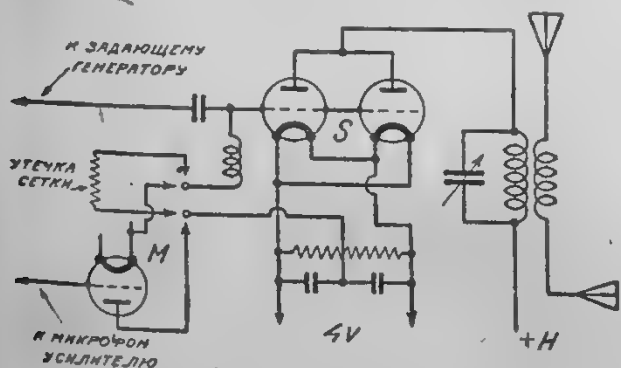 К ЗАДАЮЩЕМУ
ГЕНЕРАТОРУ
S
УТЕЧКА
СЕТКИ
M
К МИКРОФОН
УСИЛИТЕЛЮ
4V
+H